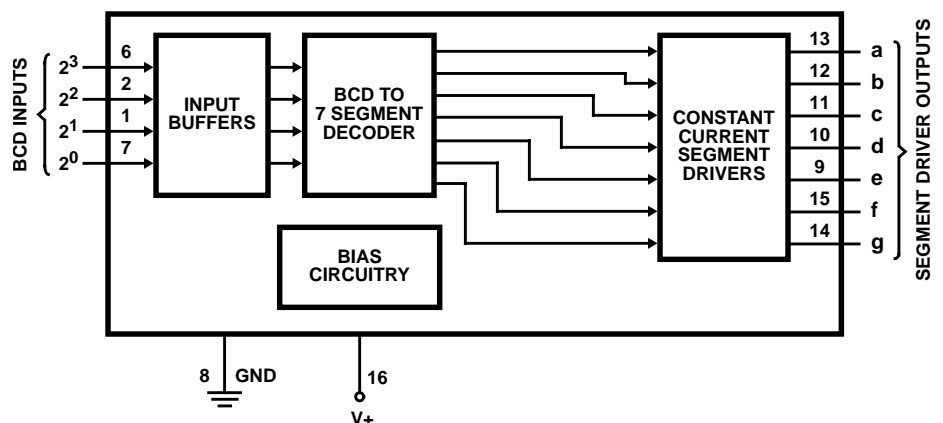 BCD INPUTS
2³ 6
2² 2
2¹ 1
2⁰ 7
INPUT
BUFFERS
BCD TO
7 SEGMENT
DECODER
BIAS
CIRCUITRY
CONSTANT
CURRENT
SEGMENT
DRIVERS
13 a
12 b
11 c
10 d
9 e
15 f
14 g
SEGMENT DRIVER OUTPUTS
8 GND
16
V+